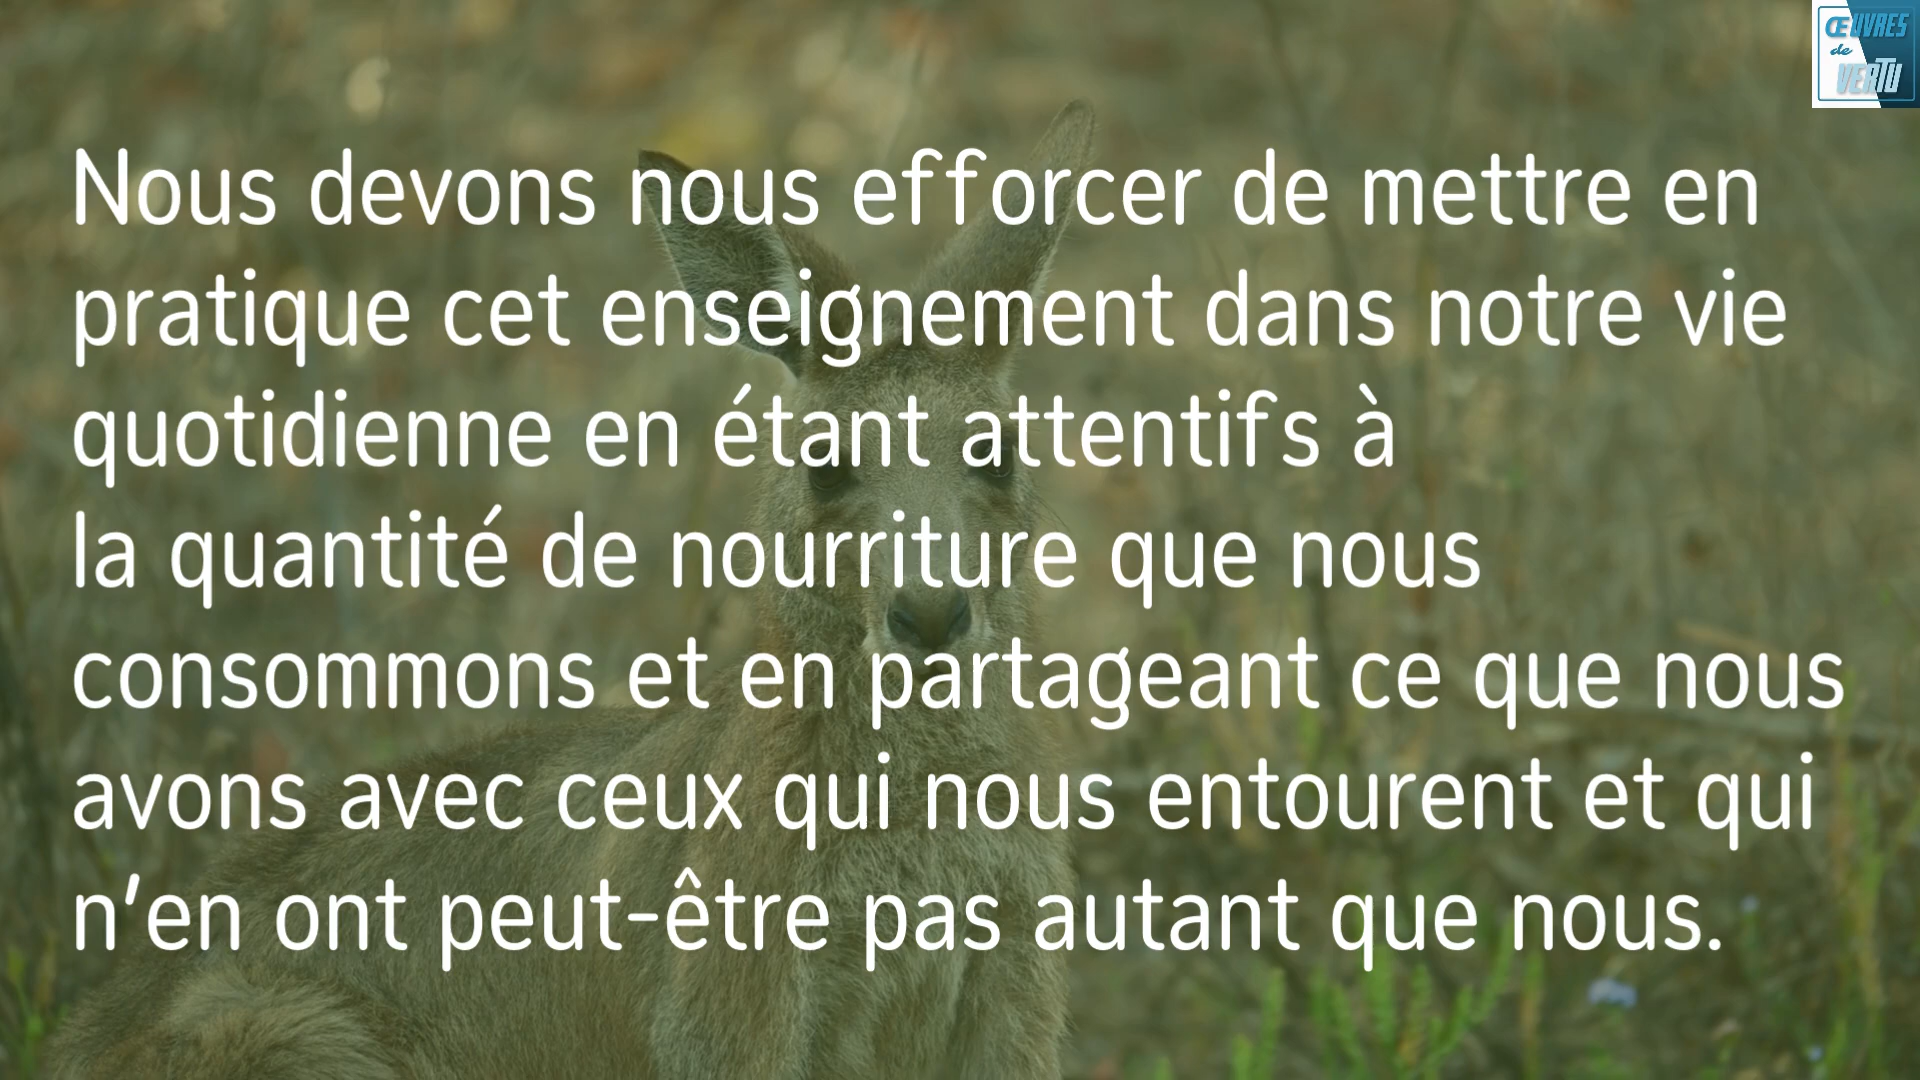 ŒUVRES
de
VERTU
Nous devons nous efforcer de mettre en
pratique cet enseignement dans notre vie
quotidienne en étant attentifs à
la quantité de nourriture que nous
consommons et en partageant ce que nous
avons avec ceux qui nous entourent et qui
n'en ont peut-être pas autant que nous.